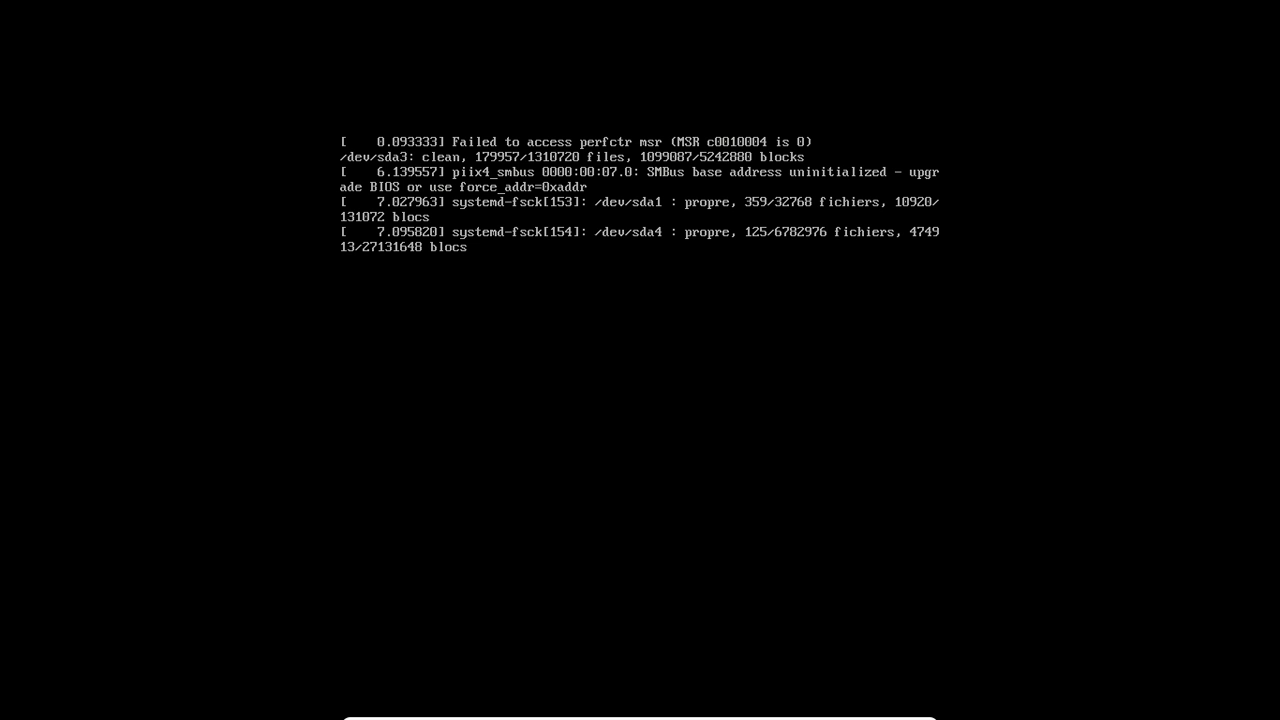 [    0.093333] Failed to access perfctr msr (MSR c0010004 is 0)
/dev/sda3: clean, 179957/1310720 files, 1099087/5242880 blocks
[    6.139557] piix4_smbus 0000:00:07.0: SMBus base address uninitialized - upgr
ade BIOS or use force_addr=0xaddr
[    7.027963] systemd-fsck[153]: /dev/sda1 : propre, 359/32768 fichiers, 10920/
131072 blocs
[    7.095820] systemd-fsck[154]: /dev/sda4 : propre, 125/6782976 fichiers, 4749
13/27131648 blocs